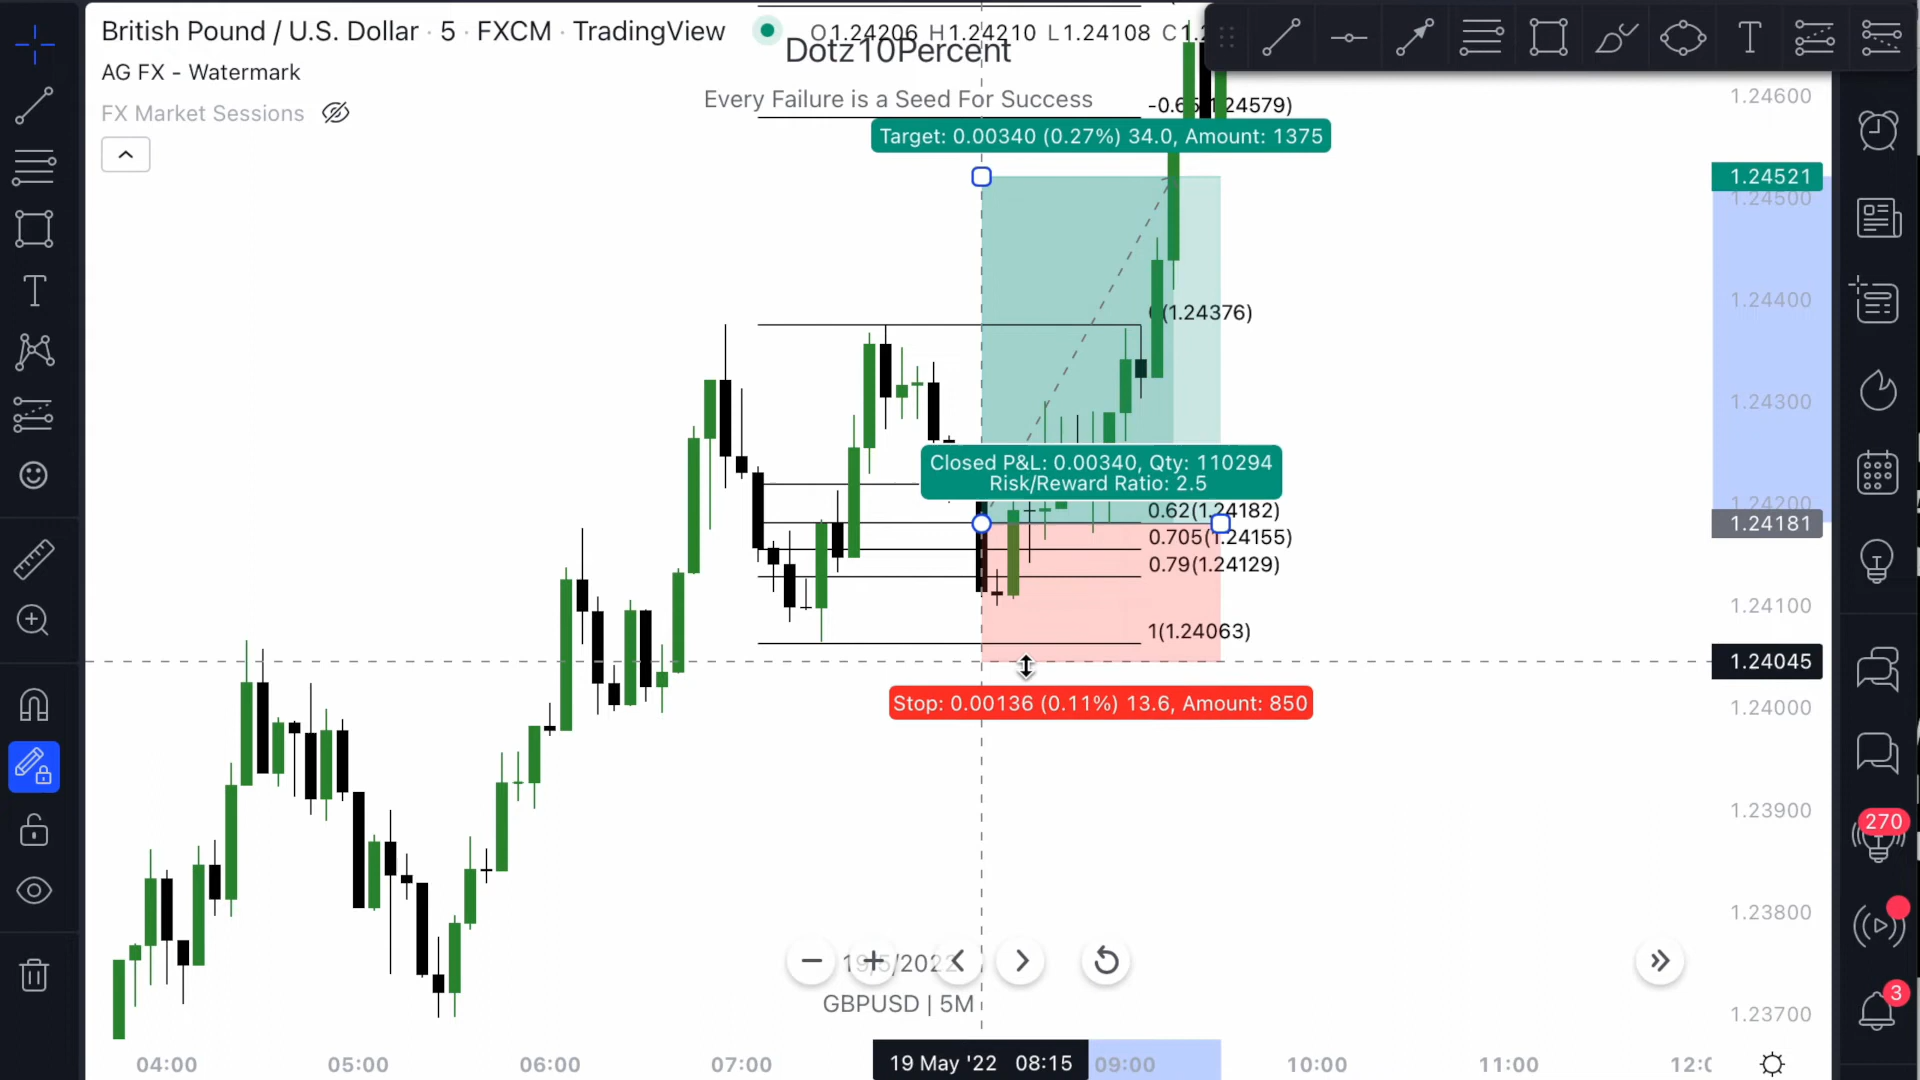 British Pound / U.S. Dollar · 5 · FXCM · TradingView
O1.24206 H1.24210 L1.24108
AG FX - Watermark
FX Market Sessions
Dotz10Percent
Every Failure is a Seed For Success
(1.24579)
Target: 0.00340 (0.27%) 34.0, Amount: 1375
(1.24376)
Closed P&L: 0.00340, Qty: 110294
Risk/Reward Ratio: 2.5
0.62(1.24182)
0.705(1.24155)
0.79(1.24129)
1(1.24063)
Stop: 0.00136 (0.11%) 13.6, Amount: 850
1.24600
1.24521
1.24500
1.24400
1.24300
1.24200
1.24181
1.24100
1.24045
1.24000
1.23900
1.23800
1.23700
270
3
GBPUSD | 5M
04:00
05:00
06:00
07:00
19 May '22 08:15
09:00
10:00
11:00